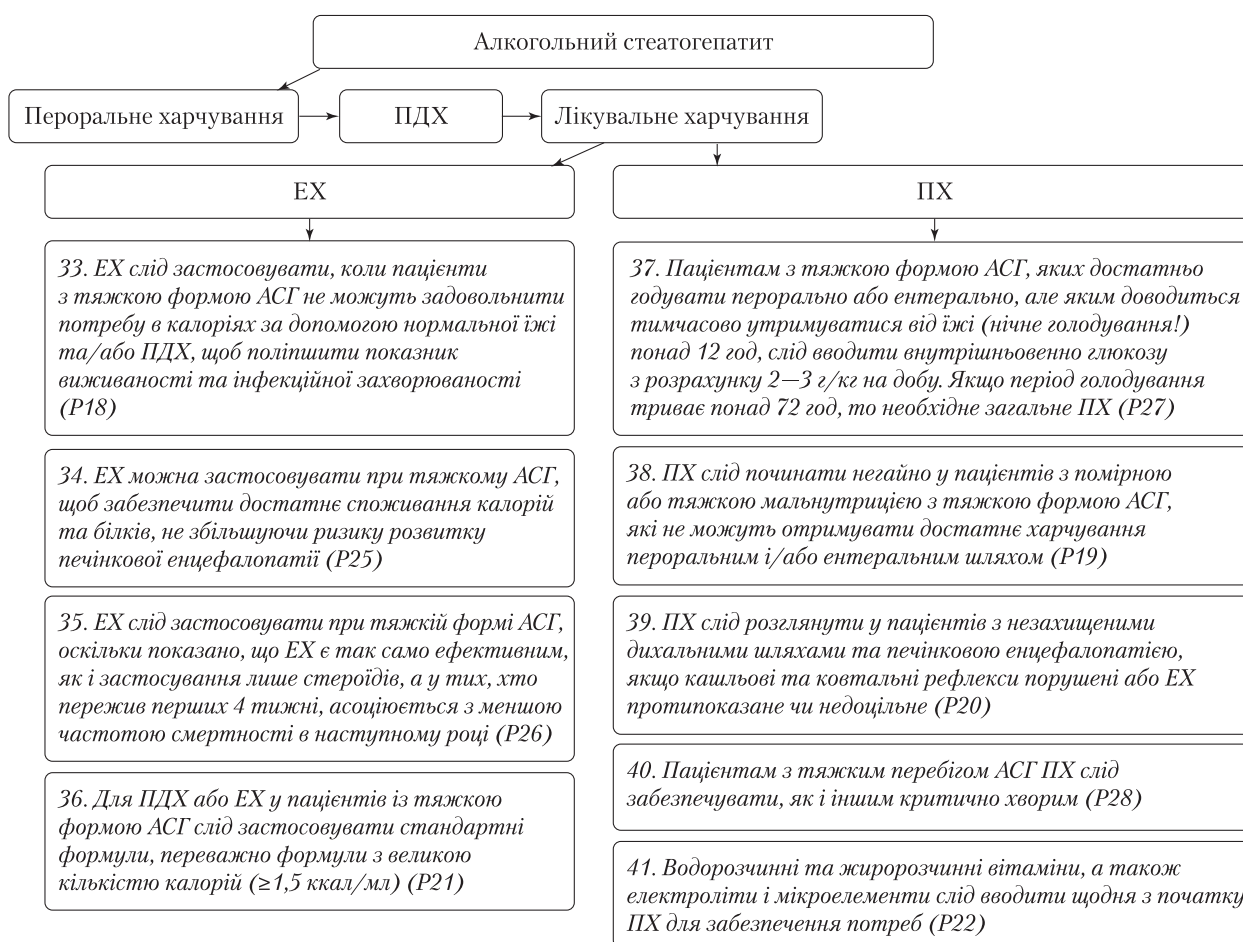 Алкогольний стеатогепатит
Пероральне харчування
ПДХ
Лікувальне харчування
ЕХ
33. ЕХ слід застосовувати, коли пацієнти
з тяжкою формою АСГ не можуть задовольнити
потребу в калоріях за допомогою нормальної їжі
та/або ПДХ, щоб поліпшити показник
виживаності та інфекційної захворюваності
(Р18)
34. ЕХ можна застосовувати при тяжкому АСГ,
щоб забезпечити достатнє споживання калорій
та білків, не збільшуючи ризику розвитку
печінкової енцефалопатії (Р25)
35. ЕХ слід застосовувати при тяжкій формі АСГ,
оскільки показано, що ЕХ є так само ефективним,
як і застосування лише стероїдів, а у тих, хто
пережив перших 4 тижні, асоціюється з меншою
частотою смертності в наступному році (Р26)
36. Для ПДХ або ЕХ у пацієнтів із тяжкою
формою АСГ слід застосовувати стандартні
формули, переважно формули з великою
кількістю калорій (≥1,5 ккал/мл) (Р21)
ПХ
37. Пацієнтам з тяжкою формою АСГ, яких достатньо
годувати перорально або ентерально, але яким доводиться
тимчасово утримуватися від їжі (нічне голодування!)
понад 12 год, слід вводити внутрішньовенно глюкозу
з розрахунку 2—3 г/кг на добу. Якщо період голодування
триває понад 72 год, то необхідне загальне ПХ (Р27)
38. ПХ слід починати негайно у пацієнтів з помірною
або тяжкою мальнутрицією з тяжкою формою АСГ,
які не можуть отримувати достатнє харчування
пероральним і/або ентеральним шляхом (Р19)
39. ПХ слід розглянути у пацієнтів з незахищеними
дихальними шляхами та печінковою енцефалопатією,
якщо кашльові та ковтальні рефлекси порушені або ЕХ
протипоказане чи недоцільне (Р20)
40. Пацієнтам з тяжким перебігом АСГ ПХ слід
забезпечувати, як і іншим критично хворим (Р28)
41. Водорозчинні та жиророзчинні вітаміни, а також
електроліти і мікроелементи слід вводити щодня з початку
ПХ для забезпечення потреб (Р22)